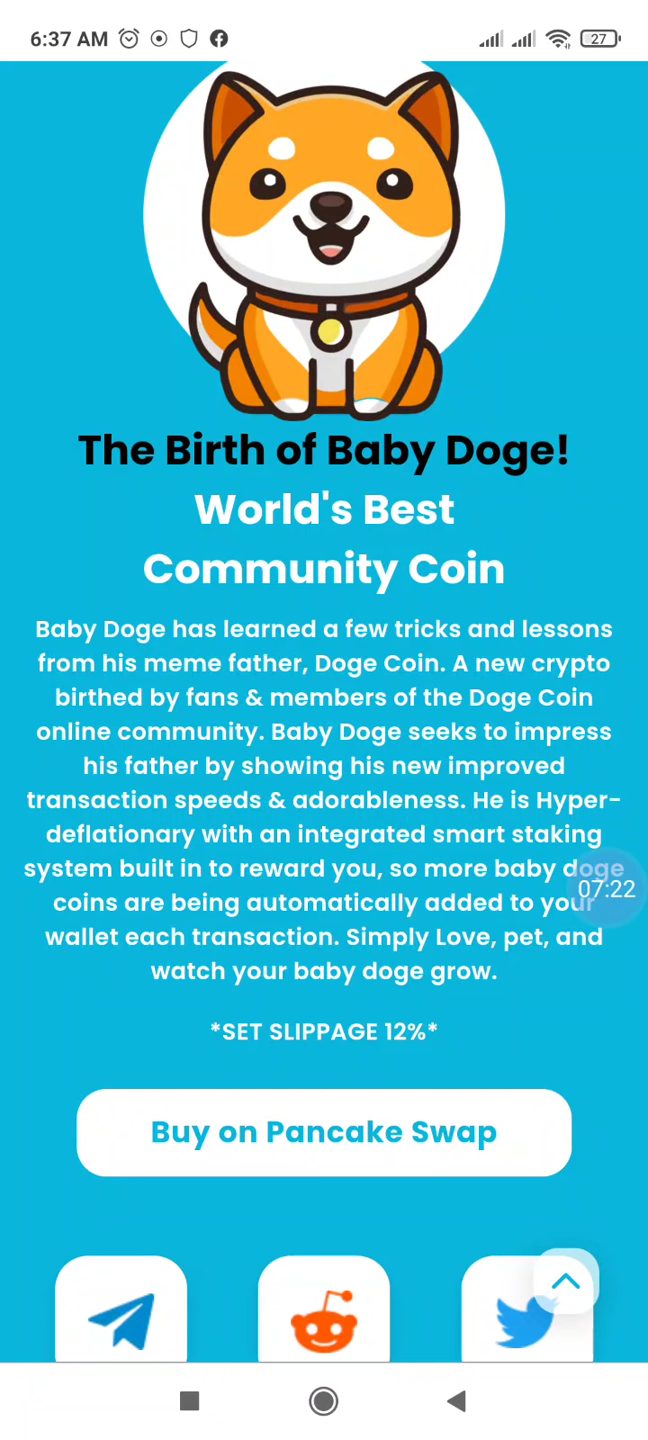 6:37 AM
27
The Birth of Baby Doge!
World's Best
Community Coin
Baby Doge has learned a few tricks and lessons
from his meme father, Doge Coin. A new crypto
birthed by fans & members of the Doge Coin
online community. Baby Doge seeks to impress
his father by showing his new improved
transaction speeds & adorableness. He is Hyper-
deflationary with an integrated smart staking
system built in to reward you, so more baby doge
07:22
coins are being automatically added to your
wallet each transaction. Simply Love, pet, and
watch your baby doge grow.
*SET SLIPPAGE 12%*
Buy on Pancake Swap